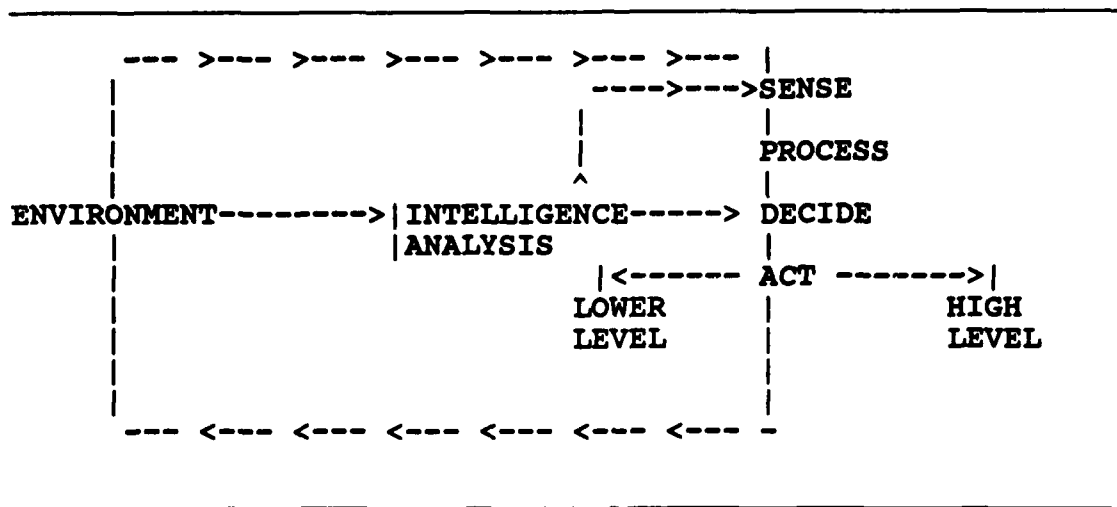 SENSE
PROCESS
ENVIRONMENT INTELLIGENCE DECIDE
ANALYSIS
ACT
LOWER HIGH
LEVEL LEVEL